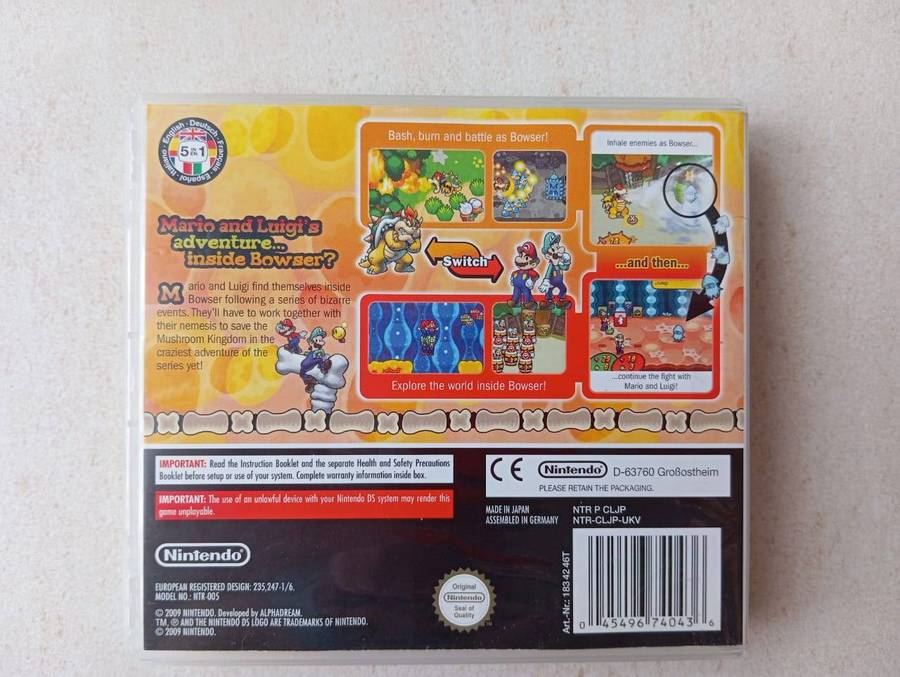 English · Deutsch · Français · Español · Italiano
5 IN 1
Mario and Luigi's
adventure...
inside Bowser?
Mario and Luigi find themselves inside
Bowser following a series of bizarre
events. They'll have to work together with
their nemesis to save the
Mushroom Kingdom in the
craziest adventure of the
series yet!
Bash, burn and battle as Bowser!
Switch
Explore the world inside Bowser!
Inhale enemies as Bowser...
...and then...
...continue the fight with
Mario and Luigi!
IMPORTANT: Read the Instruction Booklet and the separate Health and Safety Precautions
Booklet before setup or use of your system. Complete warranty information inside box.
IMPORTANT: The use of an unlawful device with your Nintendo DS system may render this
game unplayable.
CE Nintendo® D-63760 Großostheim
PLEASE RETAIN THE PACKAGING.
MADE IN JAPAN
ASSEMBLED IN GERMANY
NTR P CLJP
NTR-CLJP-UKV
Nintendo®
EUROPEAN REGISTERED DESIGN: 235,247-1/6.
MODEL NO.: NTR-005
© 2009 NINTENDO. Developed by ALPHADREAM.
TM, ® AND THE NINTENDO DS LOGO ARE TRADEMARKS OF NINTENDO.
© 2009 NINTENDO.
Original
Nintendo
Seal of
Quality
Art.-Nr.: 183 42 46T
0 45496 74043 6